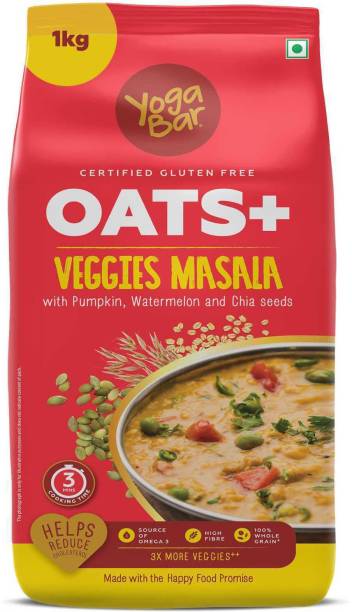 1kg
Yoga
Bar
CERTIFIED GLUTEN FREE
OATS+
VEGGIES MASALA
with Pumpkin, Watermelon and Chia seeds
3
MINS
COOKING TIME
HELPS
REDUCE
CHOLESTEROL
SOURCE
OF
OMEGA 3
HIGH
FIBRE
100%
WHOLE
GRAIN*
3X MORE VEGGIES**
Made with the Happy Food Promise